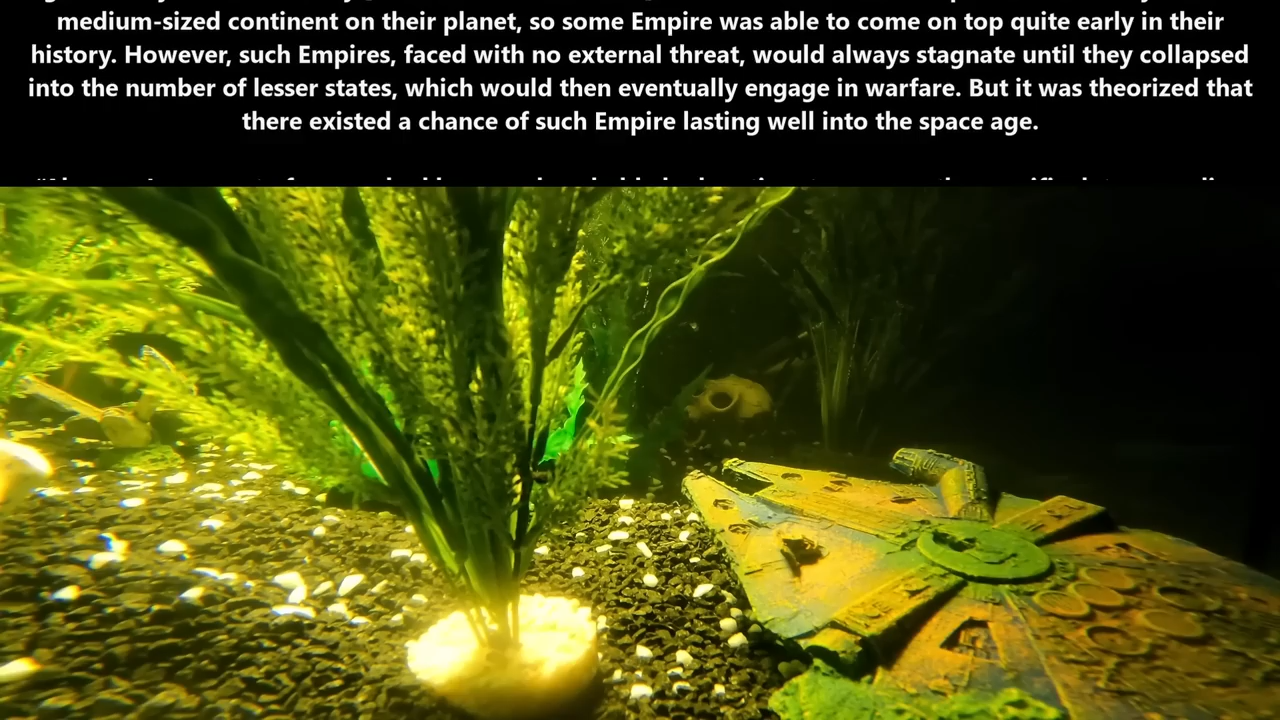 medium-sized continent on their planet, so some Empire was able to come on top quite early in their
history. However, such Empires, faced with no external threat, would always stagnate until they collapsed
into the number of lesser states, which would then eventually engage in warfare. But it was theorized that
there existed a chance of such Empire lasting well into the space age.